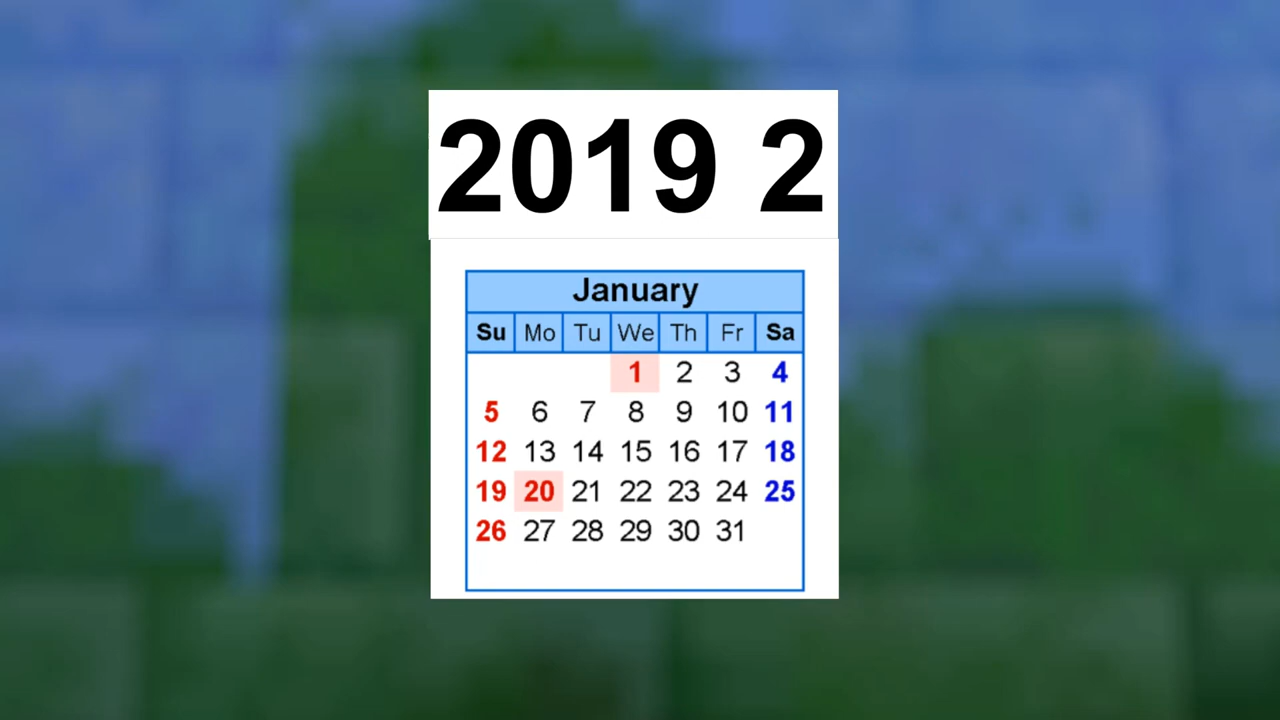 2019 2
January
Su Mo Tu We Th Fr Sa
1 2 3 4
5 6 7 8 9 10 11
12 13 14 15 16 17 18
19 20 21 22 23 24 25
26 27 28 29 30 31